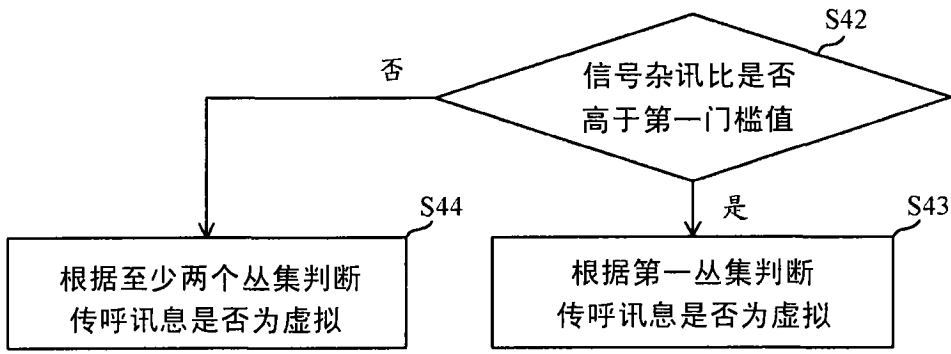 S42
信号杂讯比是否
高于第一门槛值
否
是
S44
根据至少两个丛集判断
传呼讯息是否为虚拟
S43
根据第一丛集判断
传呼讯息是否为虚拟